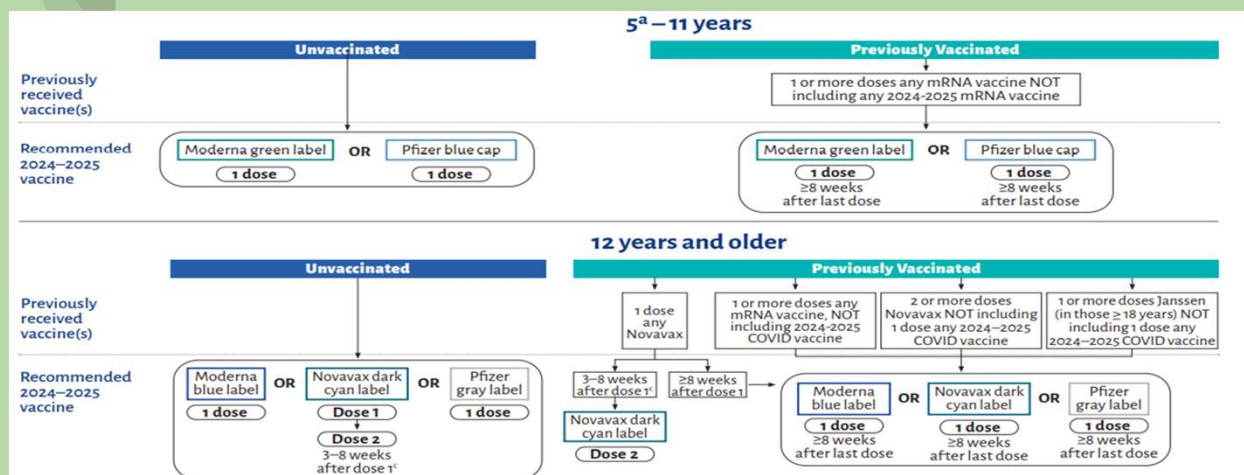 5ᵃ – 11 years
Unvaccinated
Previously Vaccinated
Previously
received
vaccine(s)
1 or more doses any mRNA vaccine NOT
including any 2024-2025 mRNA vaccine
Recommended
2024–2025
vaccine
Moderna green label OR Pfizer blue cap
1 dose 1 dose
Moderna green label OR Pfizer blue cap
1 dose 1 dose
≥8 weeks ≥8 weeks
after last dose after last dose
12 years and older
Unvaccinated
Previously Vaccinated
Previously
received
vaccine(s)
1 dose
any
Novavax
1 or more doses any
mRNA vaccine, NOT
including 2024-2025
COVID vaccine
2 or more doses
Novavax NOT including
1 dose any 2024–2025
COVID vaccine
1 or more doses Janssen
(in those ≥ 18 years) NOT
including 1 dose any
2024–2025 COVID vaccine
Recommended
2024–2025
vaccine
Moderna
blue label
1 dose
OR
Novavax dark
cyan label
Dose 1
Dose 2
3–8 weeks
after dose 1ᶜ
OR
Pfizer
gray label
1 dose
3–8 weeks
after dose 1ᶜ
Novavax dark
cyan label
Dose 2
≥8 weeks
after dose 1
Moderna
blue label
1 dose
≥8 weeks
after last dose
OR
Novavax dark
cyan label
1 dose
≥8 weeks
after last dose
OR
Pfizer
gray label
1 dose
≥8 weeks
after last dose